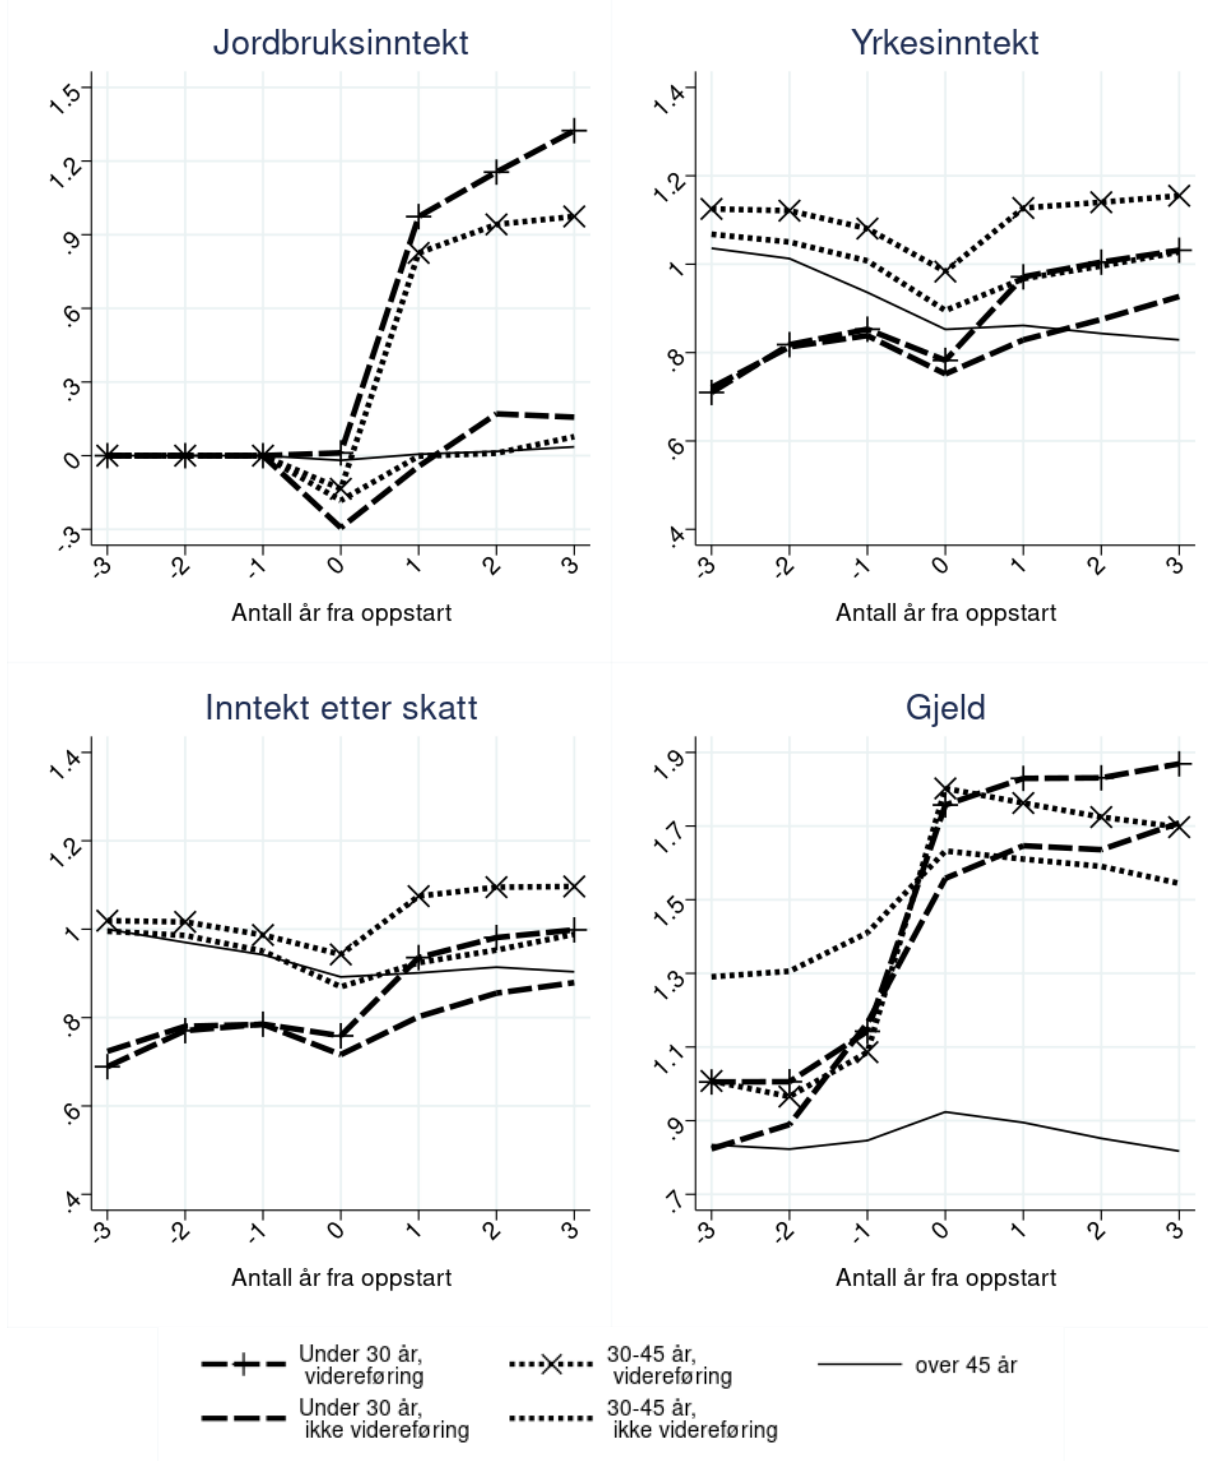 Jordbruksinntekt
1.5
1.2
.9
.6
.3
0
-.3
-3 -2 -1 0 1 2 3
Antall år fra oppstart
Yrkesinntekt
1.4
1.2
1
.8
.6
.4
-3 -2 -1 0 1 2 3
Antall år fra oppstart
Inntekt etter skatt
1.4
1.2
1
.8
.6
.4
-3 -2 -1 0 1 2 3
Antall år fra oppstart
Gjeld
1.9
1.7
1.5
1.3
1.1
.9
.7
-3 -2 -1 0 1 2 3
Antall år fra oppstart
Under 30 år,
videreføring
30-45 år,
videreføring
over 45 år
Under 30 år,
ikke videreføring
30-45 år,
ikke videreføring